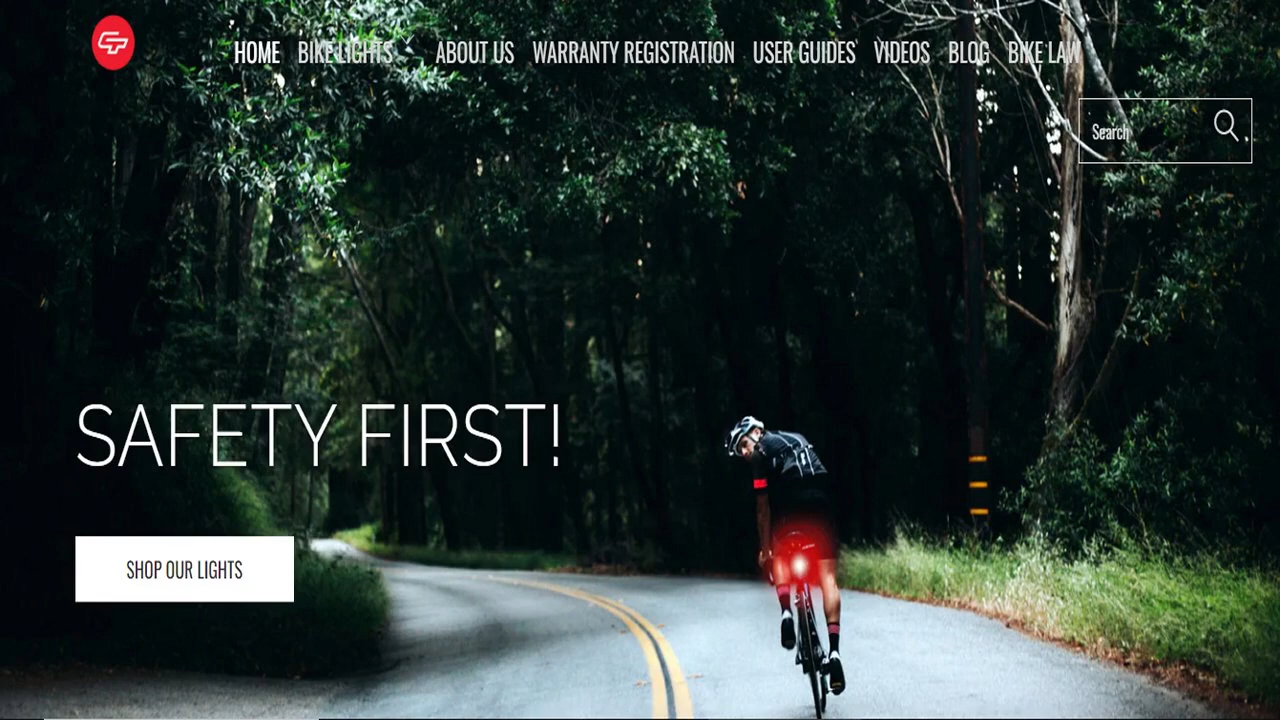 HOME BIKE LIGHTS ABOUT US WARRANTY REGISTRATION USER GUIDES VIDEOS BLOG BIKE LAW
Search
SAFETY FIRST!
SHOP OUR LIGHTS